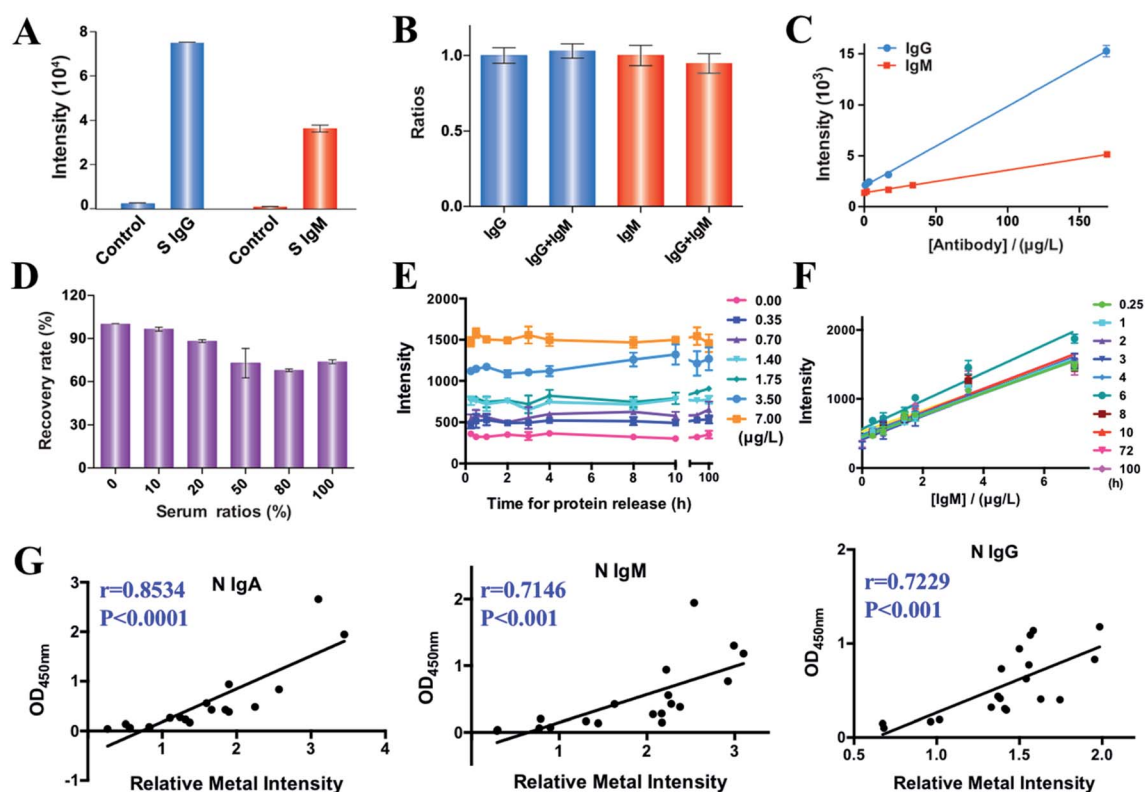 A
Intensity (10⁴)
8
6
4
2
0
Control
S IgG
Control
S IgM
B
Ratios
1.0
0.5
0.0
IgG
IgG+IgM
IgM
IgG+IgM
C
IgG
IgM
Intensity (10³)
15
10
5
0
0
50
100
150
[Antibody] / (µg/L)
D
Recovery rate (%)
120
90
60
30
0
0
10
20
50
80
100
Serum ratios (%)
E
Intensity
2000
1500
1000
500
0
0
2
4
6
8
10
100
Time for protein release (h)
0.00
0.35
0.70
1.40
1.75
3.50
7.00
(µg/L)
F
Intensity
2000
1000
0
0
2
4
6
[IgM] / (µg/L)
0.25
1
2
3
4
6
8
10
72
100
(h)
G
N IgA
r=0.8534
P<0.0001
OD450nm
3
2
1
0
-1
1
2
3
4
Relative Metal Intensity
N IgM
r=0.7146
P<0.001
OD450nm
2
1
0
1
2
3
Relative Metal Intensity
N IgG
r=0.7229
P<0.001
OD450nm
2
1
0
0.5
1.0
1.5
2.0
Relative Metal Intensity